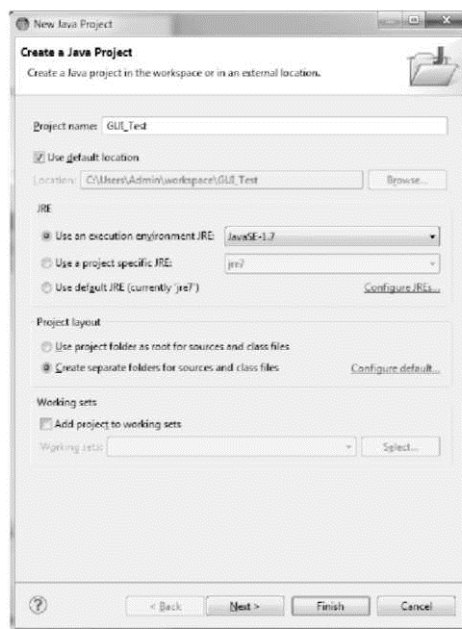 New Java Project
Create a Java Project
Create a Java project in the workspace or in an external location.
Project name: GUI_Test
Use default location
Location: C:\Users\Admin\workspace\GUI_Test Browse...
JRE
Use an execution environment JRE: JavaSE-1.7
Use a project specific JRE: jre7
Use default JRE (currently 'jre7') Configure JREs...
Project layout
Use project folder as root for sources and class files
Create separate folders for sources and class files Configure default...
Working sets
Add project to working sets
Working sets: Select...
? < Back Next > Finish Cancel